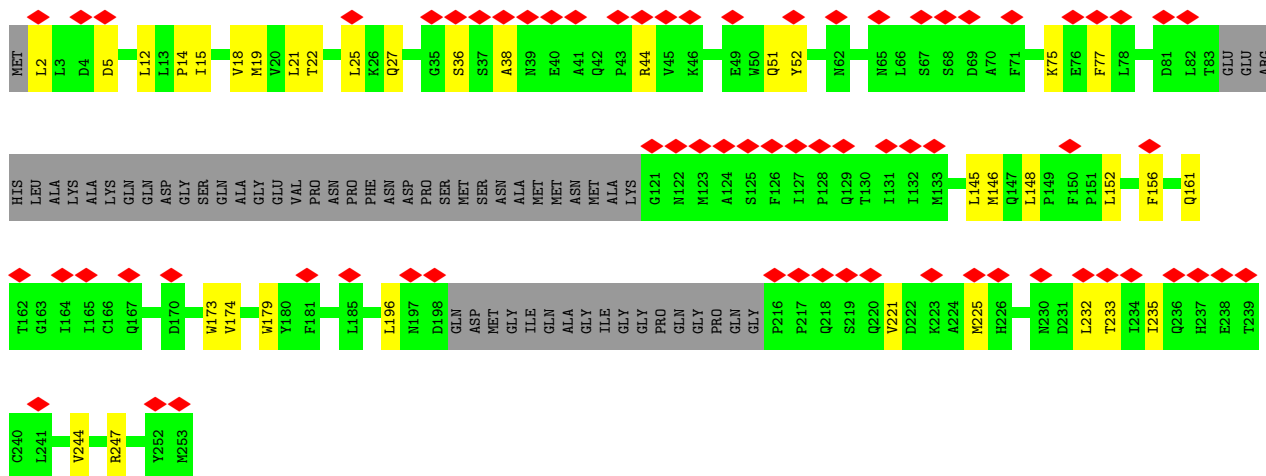 MET L2 L3 D4 D5 L12 L13 P14 I15 V18 M19 V20 L21 T22 L25 K26 Q27 G35 S36 S37 A38 N39 E40 A41 Q42 P43 R44 V45 K46 E49 W50 Q51 Y52 N62 N65 L66 S67 S68 D69 A70 F71 K75 E76 F77 L78 D81 L82 T83 GLU GLU ARG
HIS LEU ALA LYS ALA LYS GLN GLN ASP GLY SER GLN ALA GLY GLU VAL PRO ASN PRO PHE ASN ASP PRO SER MET SER ASN ALA MET MET ASN MET ALA LYS G121 N122 M123 A124 S125 F126 I127 P128 Q129 T130 I131 I132 M133 L145 M146 Q147 L148 P149 F150 P151 L152 F156 Q161
T162 G163 I164 I165 C166 Q167 D170 W173 V174 W179 Y180 F181 L185 L196 N197 D198 GLN ASP MET GLY ILE GLN ALA GLY ILE GLY GLY PRO GLN GLY PRO GLN GLY P216 P217 Q218 S219 Q220 V221 D222 K223 A224 M225 H226 N230 D231 L232 T233 I234 I235 Q236 H237 E238 T239
C240 L241 V244 R247 Y252 M253